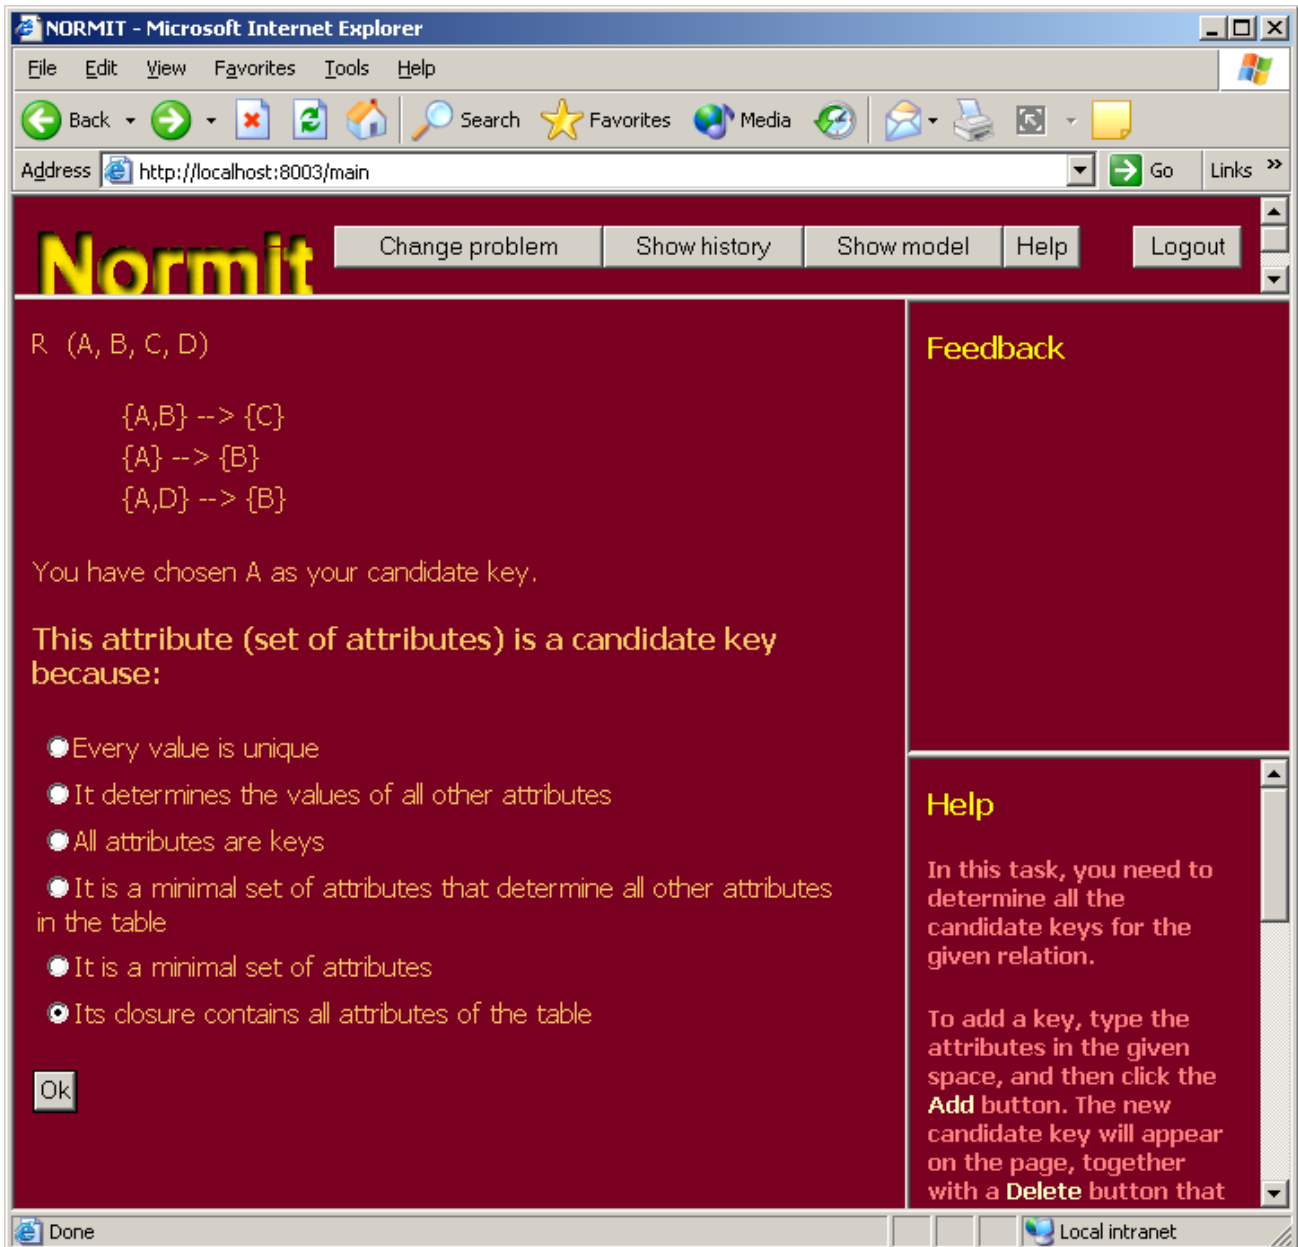 NORMIT - Microsoft Internet Explorer
File Edit View Favorites Tools Help
Back Search Favorites Media
Address http://localhost:8003/main Go Links »
Normit Change problem Show history Show model Help Logout
R (A, B, C, D)
{A,B} --> {C}
{A} --> {B}
{A,D} --> {B}
You have chosen A as your candidate key.
This attribute (set of attributes) is a candidate key
because:
Every value is unique
It determines the values of all other attributes
All attributes are keys
It is a minimal set of attributes that determine all other attributes
in the table
It is a minimal set of attributes
Its closure contains all attributes of the table
Ok
Feedback
Help
In this task, you need to
determine all the
candidate keys for the
given relation.
To add a key, type the
attributes in the given
space, and then click the
Add button. The new
candidate key will appear
on the page, together
with a Delete button that
Done Local intranet